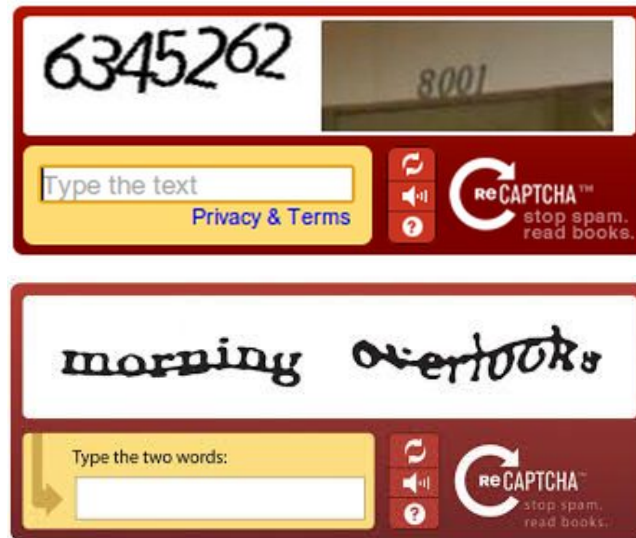 6345262 8001
Type the text
Privacy & Terms
ReCAPTCHA™
stop spam.
read books.
morning overlooks
Type the two words:
ReCAPTCHA™
stop spam.
read books.